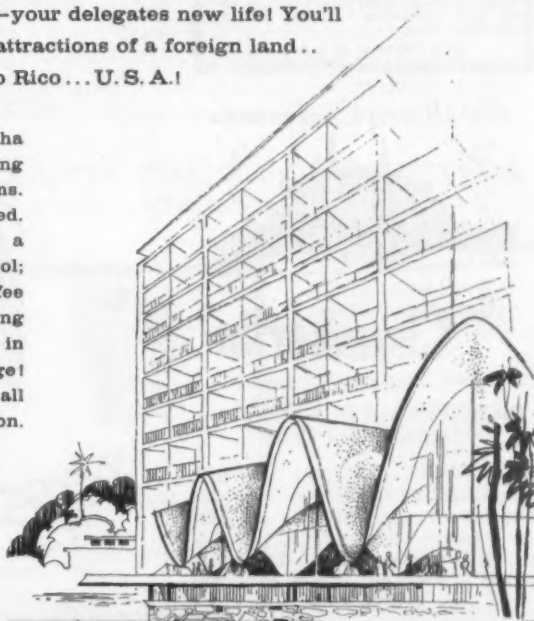 —your delegates new life! You'll
attractions of a foreign land..
o Rico... U. S. A.!
ha
ng
ns.
ed.
a
ol;
fee
ng
in
ge!
all
on.